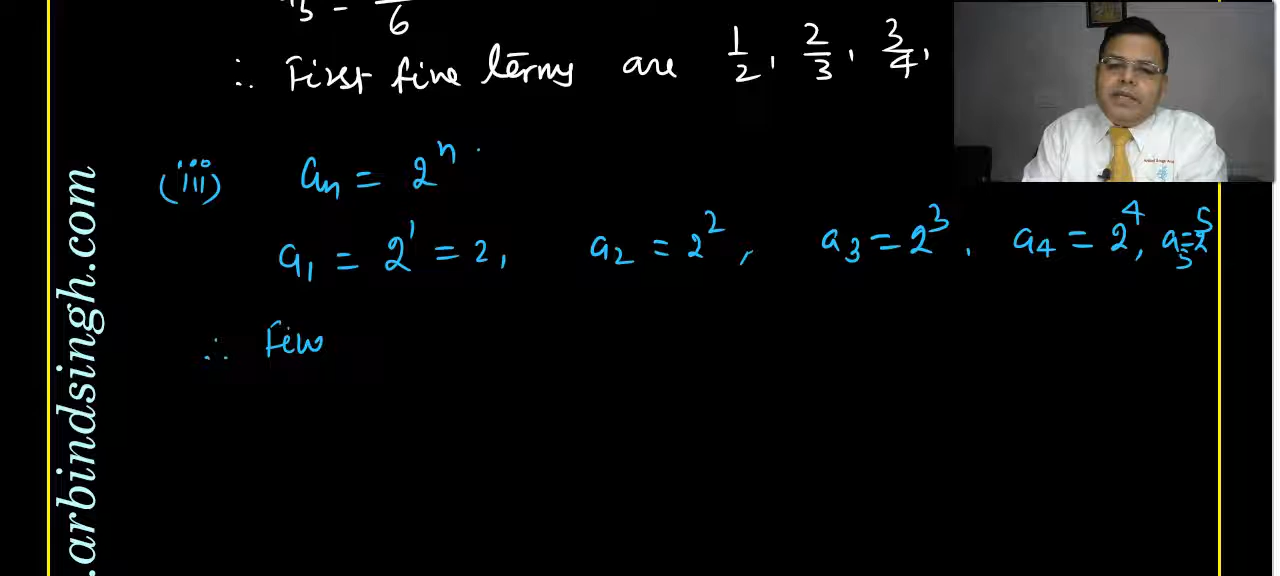 6
∴ First five terms are 1/2, 2/3, 3/4,
(iii) aₙ = 2ⁿ
a₁ = 2¹ = 2, a₂ = 2², a₃ = 2³, a₄ = 2⁴, a₅ = 2⁵
∴ Few
.arbindsingh.com